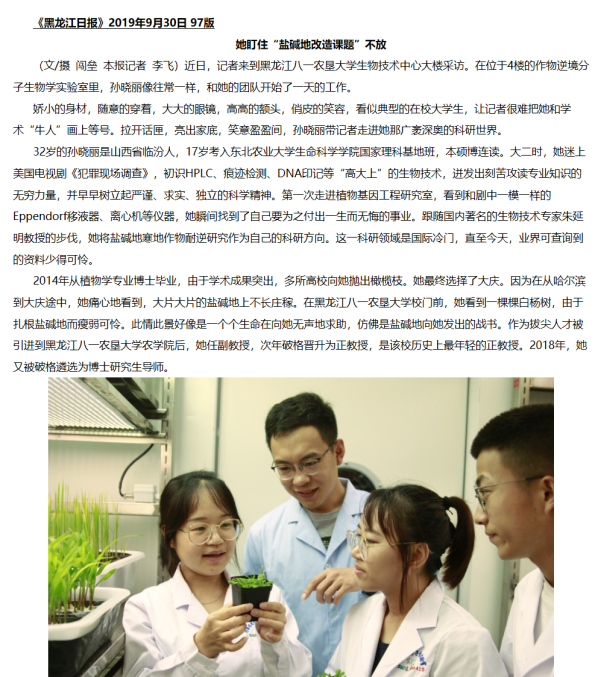 《黑龙江日报》2019年9月30日 97版
她盯住“盐碱地改造课题”不放
（文/摄 闯垒 本报记者 李飞）近日，记者来到黑龙江八一农垦大学生物技术中心大楼采访。在位于4楼的作物逆境分
子生物学实验室里，孙晓丽像往常一样，和她的团队开始了一天的工作。
娇小的身材，随意的穿着，大大的眼镜，高高的额头，俏皮的笑容，看似典型的在校大学生，让记者很难把她和学
术“牛人”画上等号。拉开话匣，亮出家底，笑意盈盈间，孙晓丽带记者走进她那广袤深奥的科研世界。
32岁的孙晓丽是山西省临汾人，17岁考入东北农业大学生命科学学院国家理科基地班，本硕博连读。大二时，她迷上
美国电视剧《犯罪现场调查》，初识HPLC、痕迹检测、DNA印记等“高大上”的生物技术，迸发出刻苦攻读专业知识的
无穷力量，并早早树立起严谨、求实、独立的科学精神。第一次走进植物基因工程研究室，看到和剧中一模一样的
Eppendorf移液器、离心机等仪器，她瞬间找到了自己要为之付出一生而无悔的事业。跟随国内著名的生物技术专家朱延
明教授的步伐，她将盐碱地寒地作物耐逆研究作为自己的科研方向。这一科研领域是国际冷门，直至今天，业界可查询到
的资料少得可怜。
2014年从植物学专业博士毕业，由于学术成果突出，多所高校向她抛出橄榄枝。她最终选择了大庆。因为在从哈尔滨
到大庆途中，她痛心地看到，大片大片的盐碱地上不长庄稼。在黑龙江八一农垦大学校门前，她看到一棵棵白杨树，由于
扎根盐碱地而瘦弱可怜。此情此景好像是一个个生命在向她无声地求助，仿佛是盐碱地向她发出的战书。作为拔尖人才被
引进到黑龙江八一农垦大学农学院后，她任副教授，次年破格晋升为正教授，是该校历史上最年轻的正教授。2018年，她
又被破格遴选为博士研究生导师。